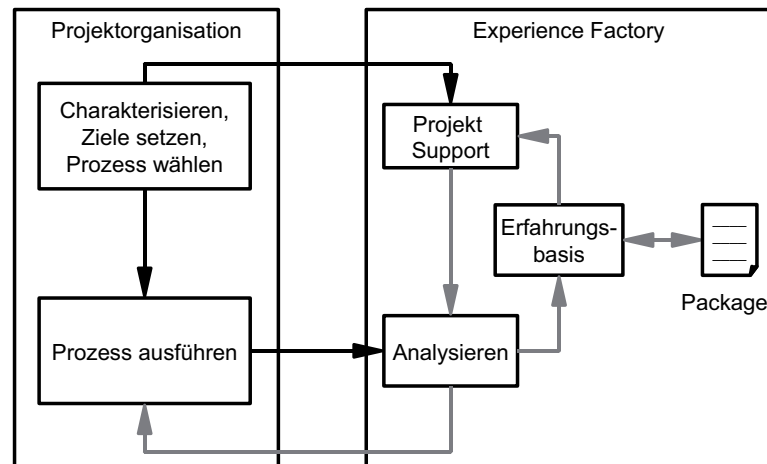 Projektorganisation
Experience Factory
Charakterisieren,
Ziele setzen,
Prozess wählen
Projekt
Support
Erfahrungs-
basis
Package
Prozess ausführen
Analysieren